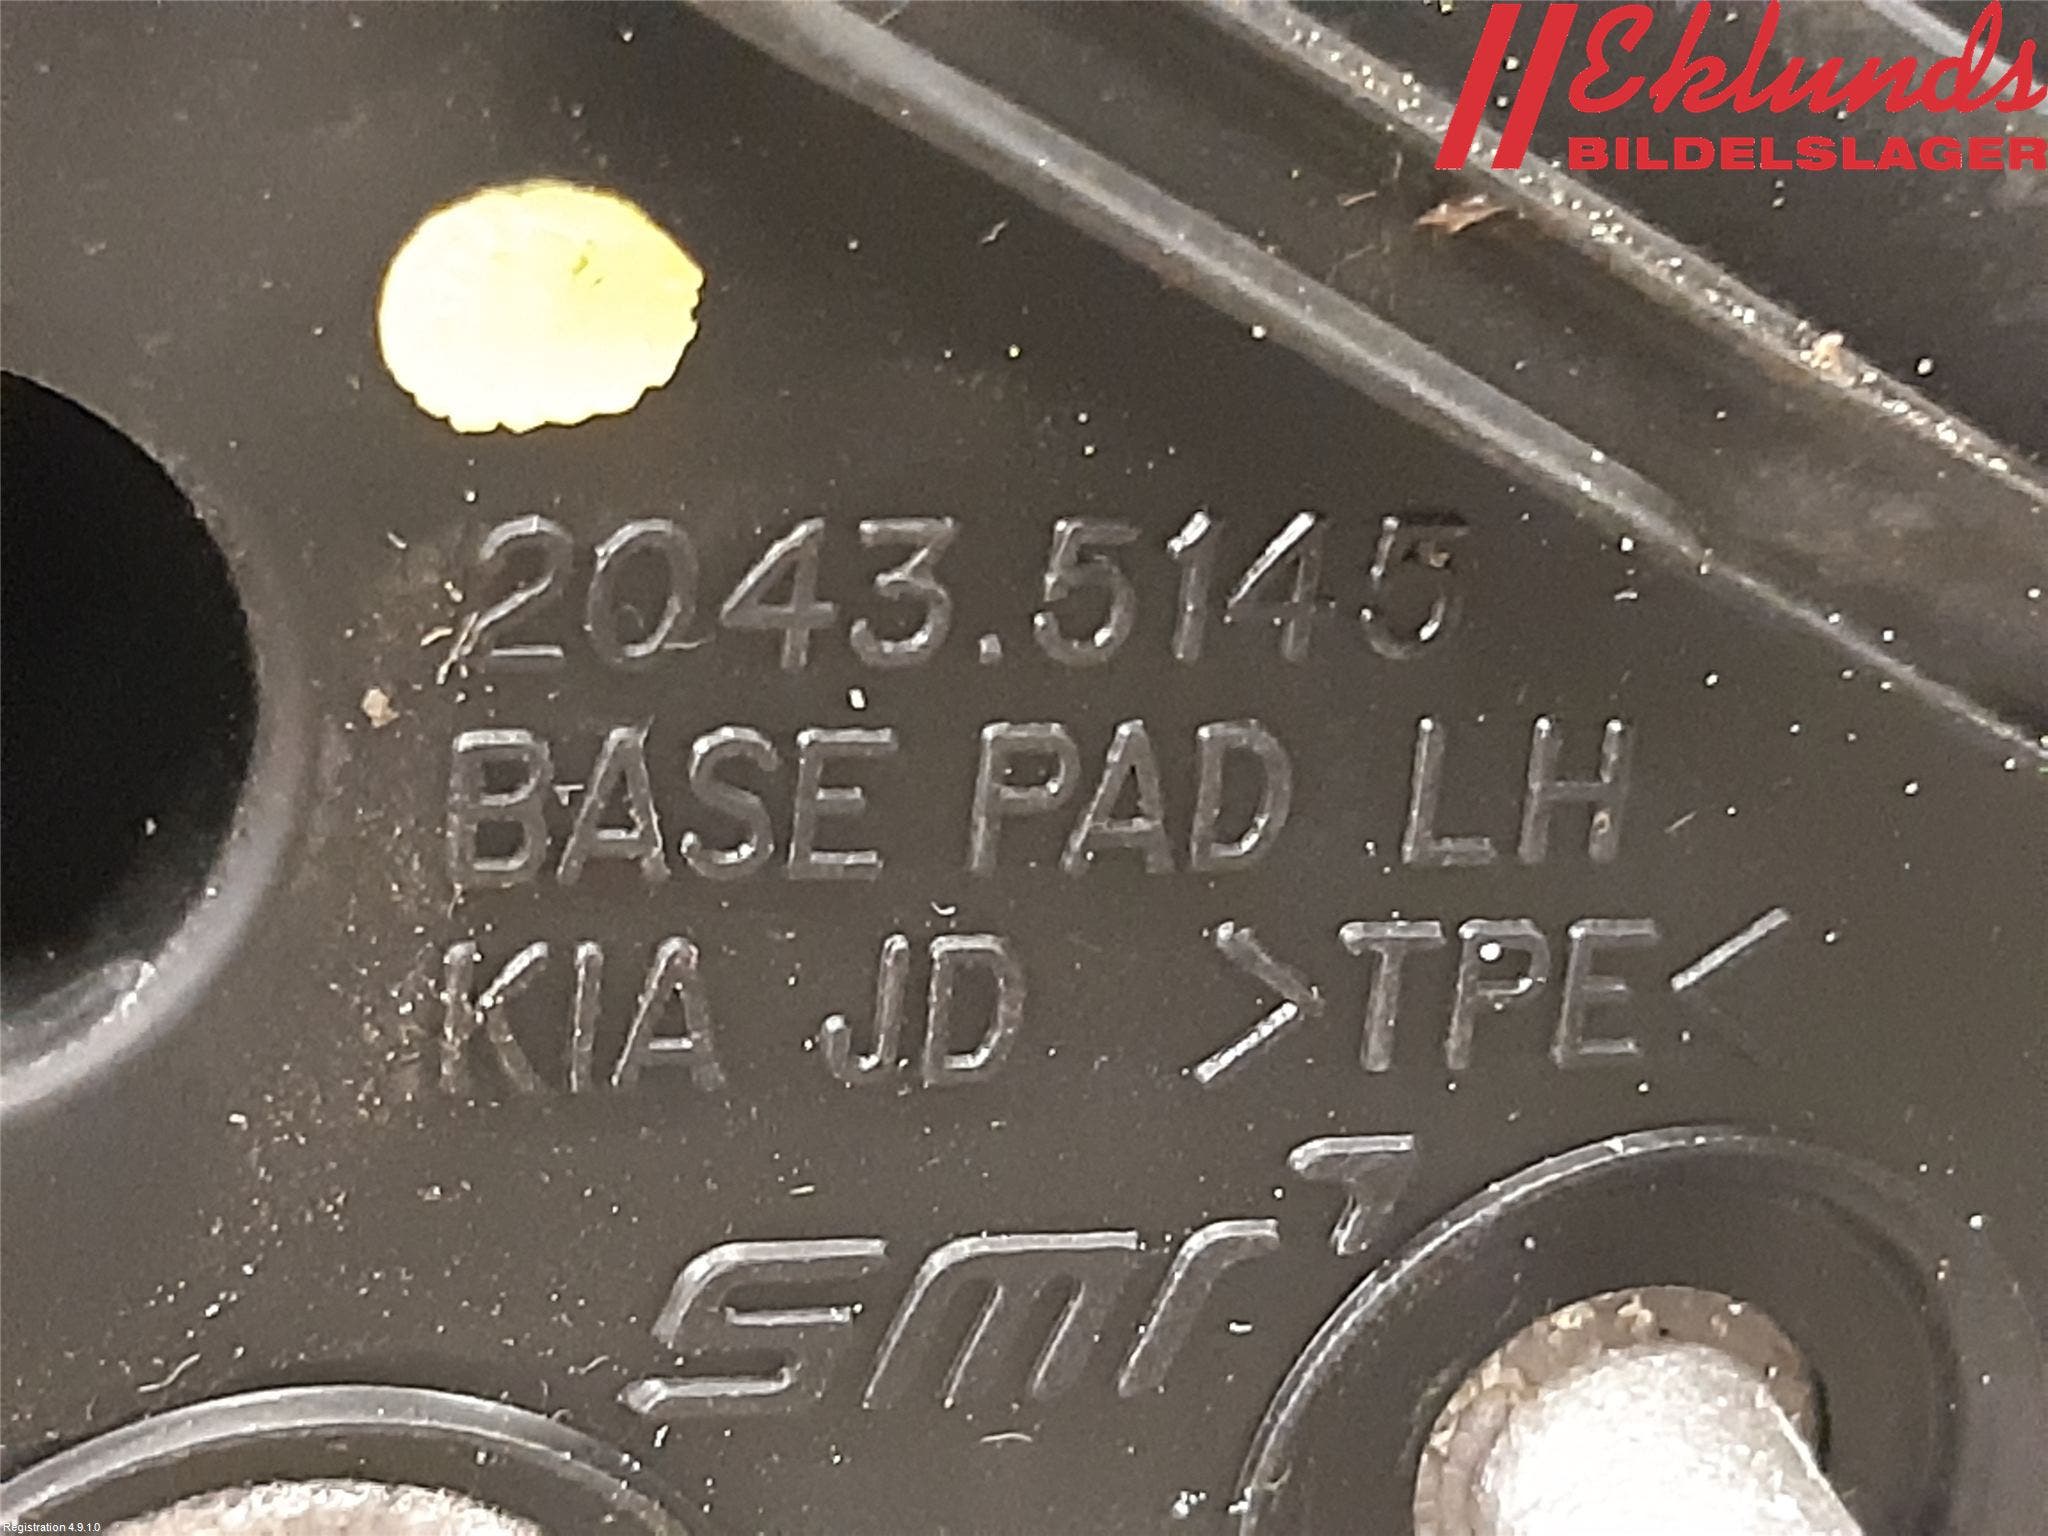 Eklunds
BILDELSLAGER
2043.5145
BASE PAD LH
KIA JD >TPE<
smr
Registration 4.9.1.0